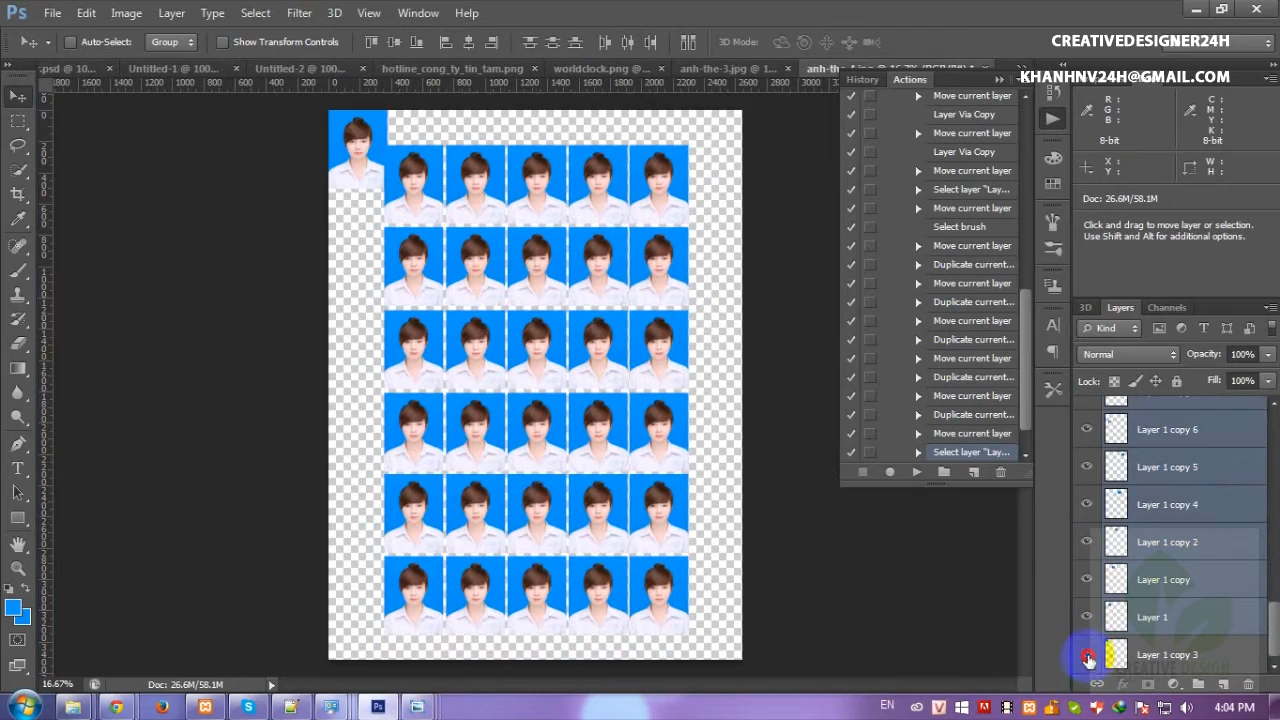 Ps File Edit Image Layer Type Select Filter 3D View Window Help
Auto-Select: Group Show Transform Controls 3D Mode:
CREATIVEDESIGNER24H
.psd @ 10... Untitled-1 @ 100... Untitled-2 @ 100... hotline_cong_ty_tin_tam.png worldclock.png @... anh-the-3.jpg @ 1...
KHANHNV24H@GMAIL.COM
History Actions
Move current layer
Layer Via Copy
Move current layer
Layer Via Copy
Move current layer
Select layer "Lay...
Move current layer
Select brush
Move current layer
Duplicate current...
Move current layer
Duplicate current...
Move current layer
Duplicate current...
Move current layer
Duplicate current...
Move current layer
Duplicate current...
Move current layer
Select layer "Lay...
R: C:
G: M:
B: Y:
K:
8-bit 8-bit
X: W:
Y: H:
Doc: 26.6M/58.1M
Click and drag to move layer or selection.
Use Shift and Alt for additional options.
3D Layers Channels
Kind
Normal Opacity: 100%
Lock: Fill: 100%
Layer 1 copy 6
Layer 1 copy 5
Layer 1 copy 4
Layer 1 copy 2
Layer 1 copy
Layer 1
Layer 1 copy 3
CREATIVE DESIGN
16.67% Doc: 26.6M/58.1M
EN 4:04 PM